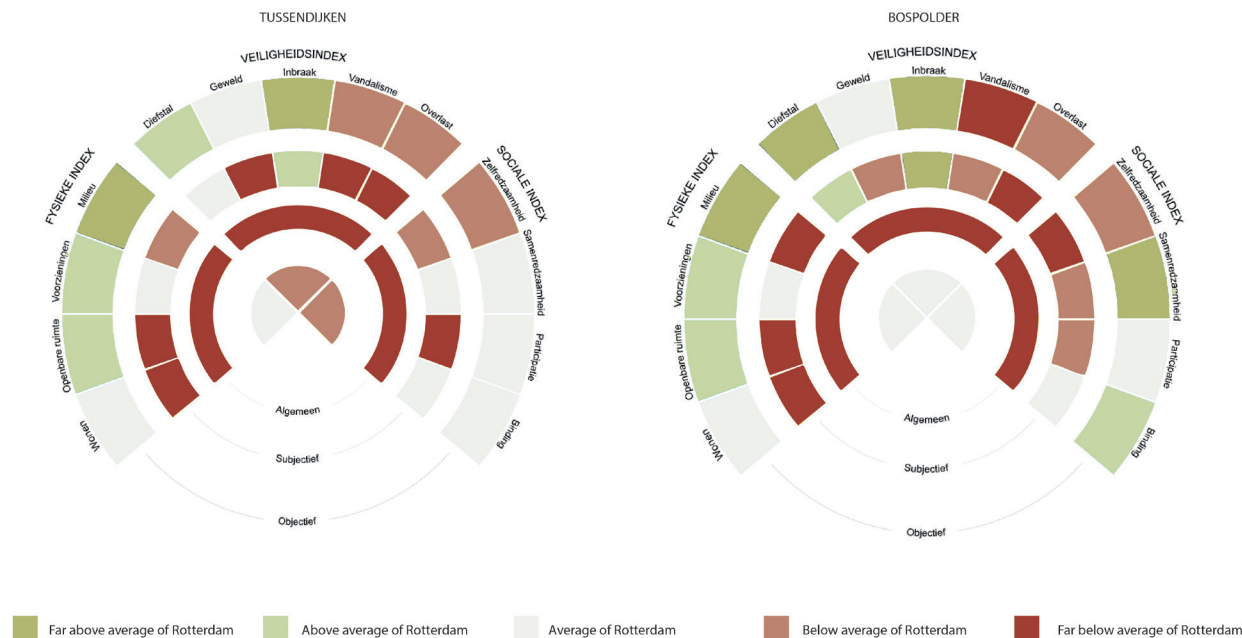 TUSSENDIJKEN
VEILIGHEIDSINDEX
Diefstal
Geweld
Inbraak
Vandalisme
Overlast
FYSIEKE INDEX
Milieu
Voorzieningen
Openbare ruimte
Wonen
SOCIALE INDEX
Zelfredzaamheid
Samenredzaamheid
Participatie
Binding
Algemeen
Subjectief
Objectief
BOSPOLDER
VEILIGHEIDSINDEX
Diefstal
Geweld
Inbraak
Vandalisme
Overlast
FYSIEKE INDEX
Milieu
Voorzieningen
Openbare ruimte
Wonen
SOCIALE INDEX
Zelfredzaamheid
Samenredzaamheid
Participatie
Binding
Algemeen
Subjectief
Objectief
Far above average of Rotterdam
Above average of Rotterdam
Average of Rotterdam
Below average of Rotterdam
Far below average of Rotterdam